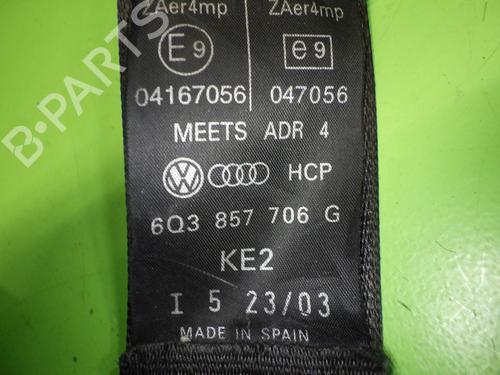 ZAer4mp ZAer4mp
E9 e9
04167056 047056
MEETS ADR 4
HCP
6Q3 857 706 G
KE2
I 5 23/03
MADE IN SPAIN